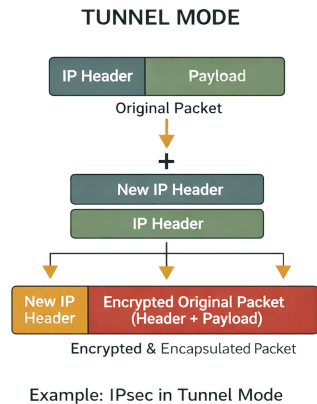 TUNNEL MODE
IP Header Payload
Original Packet
+
New IP Header
IP Header
New IP Encrypted Original Packet
Header (Header + Payload)
Encrypted & Encapsulated Packet
Example: IPsec in Tunnel Mode